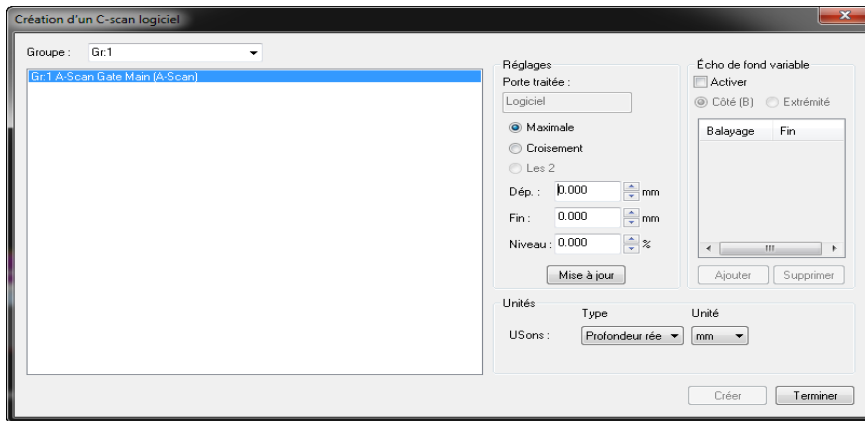 Création d'un C-scan logiciel
Groupe : Gr:1
Gr:1 A-Scan Gate Main (A-Scan)
Réglages
Porte traitée :
Logiciel
Maximale
Croisement
Les 2
Dép. : 0.000 mm
Fin : 0.000 mm
Niveau : 0.000 %
Mise à jour
Écho de fond variable
Activer
Côté (B) Extrémité
Balayage Fin
Ajouter Supprimer
Unités
Type Unité
USons : Profondeur rée mm
Créer Terminer